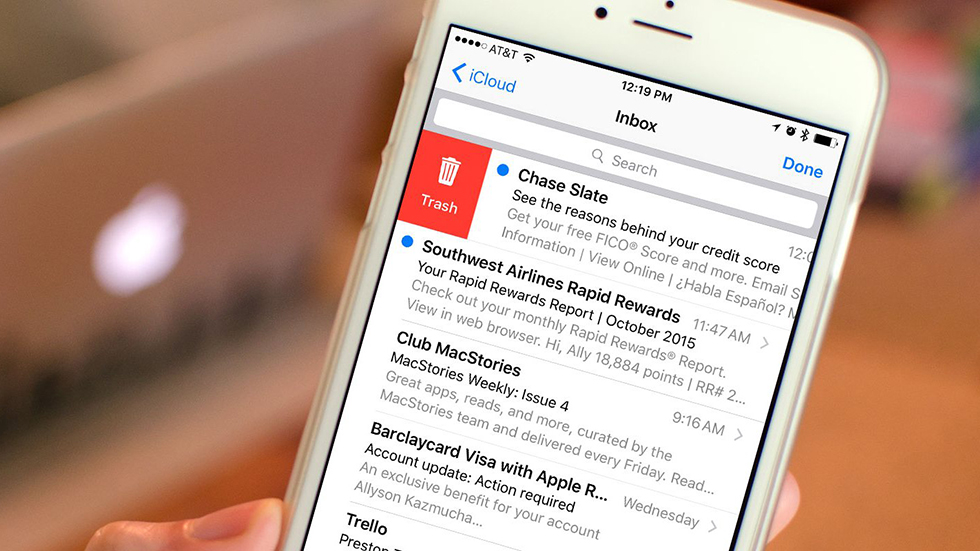 AT&T
12:19 PM
iCloud
Inbox
Done
Search
Trash
Chase Slate
See the reasons behind your credit score
12:0
Get your free FICO® Score and more. Email S
Information | View Online | ¿Habla Español? M
Southwest Airlines Rapid Rewards
11:47 AM
Your Rapid Rewards Report | October 2015
Check out your monthly Rapid Rewards® Report.
View in web browser. Hi, Ally 18,884 points | RR# 2...
Club MacStories
9:16 AM
MacStories Weekly: Issue 4
Great apps, reads, and more, curated by the
MacStories team and delivered every Friday. Read...
Barclaycard Visa with Apple R...
Wednesday
Account update: Action required
An exclusive benefit for your account
Allyson Kazmucha...
Trello
Preston T